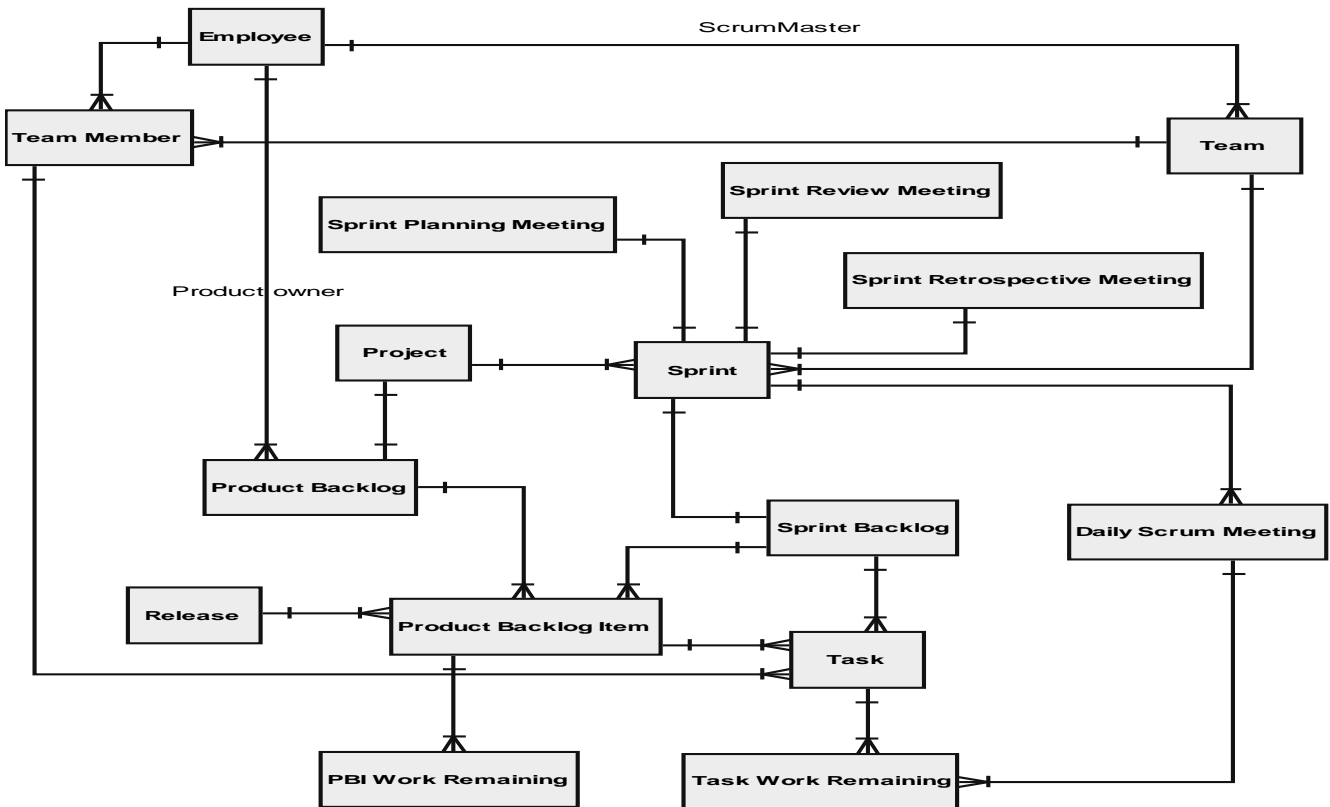 ScrumMaster
Employee
Team Member
Team
Sprint Review Meeting
Sprint Planning Meeting
Sprint Retrospective Meeting
Product owner
Project
Sprint
Product Backlog
Sprint Backlog
Daily Scrum Meeting
Release
Product Backlog Item
Task
PBI Work Remaining
Task Work Remaining